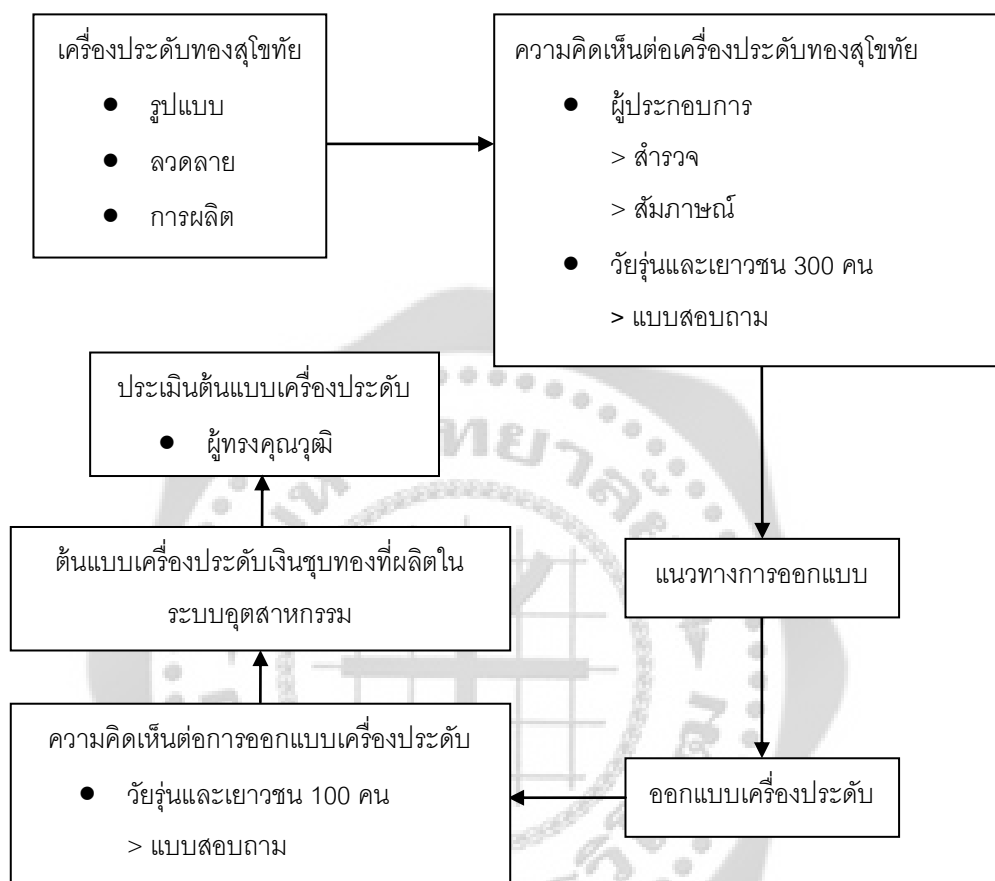 เครื่องประดับทองสุโขทัย
● รูปแบบ
● ลวดลาย
● การผลิต
ความคิดเห็นต่อเครื่องประดับทองสุโขทัย
● ผู้ประกอบการ
> สำรวจ
> สัมภาษณ์
● วัยรุ่นและเยาวชน 300 คน
> แบบสอบถาม
แนวทางการออกแบบ
ออกแบบเครื่องประดับ
ความคิดเห็นต่อการออกแบบเครื่องประดับ
● วัยรุ่นและเยาวชน 100 คน
> แบบสอบถาม
ต้นแบบเครื่องประดับเงินชุบทองที่ผลิตใน
ระบบอุตสาหกรรม
ประเมินต้นแบบเครื่องประดับ
● ผู้ทรงคุณวุฒิ